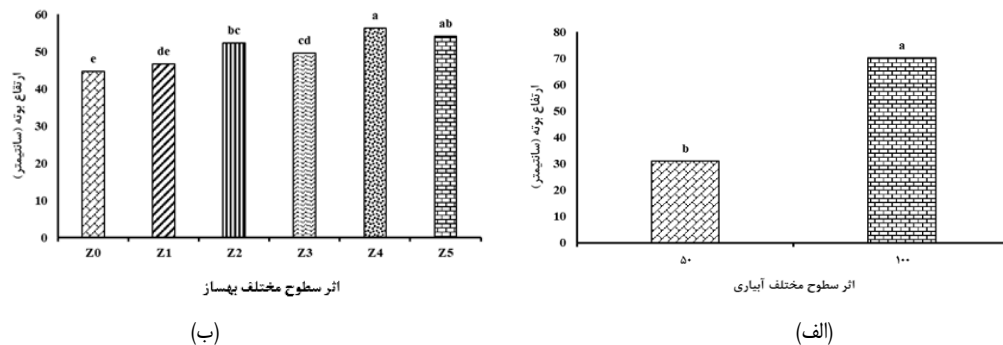 60
50
40
30
20
10
0
ارتفاع بوته (سانتیمتر)
e
de
bc
cd
a
ab
Z0 Z1 Z2 Z3 Z4 Z5
اثر سطوح مختلف بهساز
(ب)
80
70
60
50
40
30
20
10
0
ارتفاع بوته (سانتیمتر)
b
a
۵۰ ۱۰۰
اثر سطوح مختلف آبیاری
(الف)